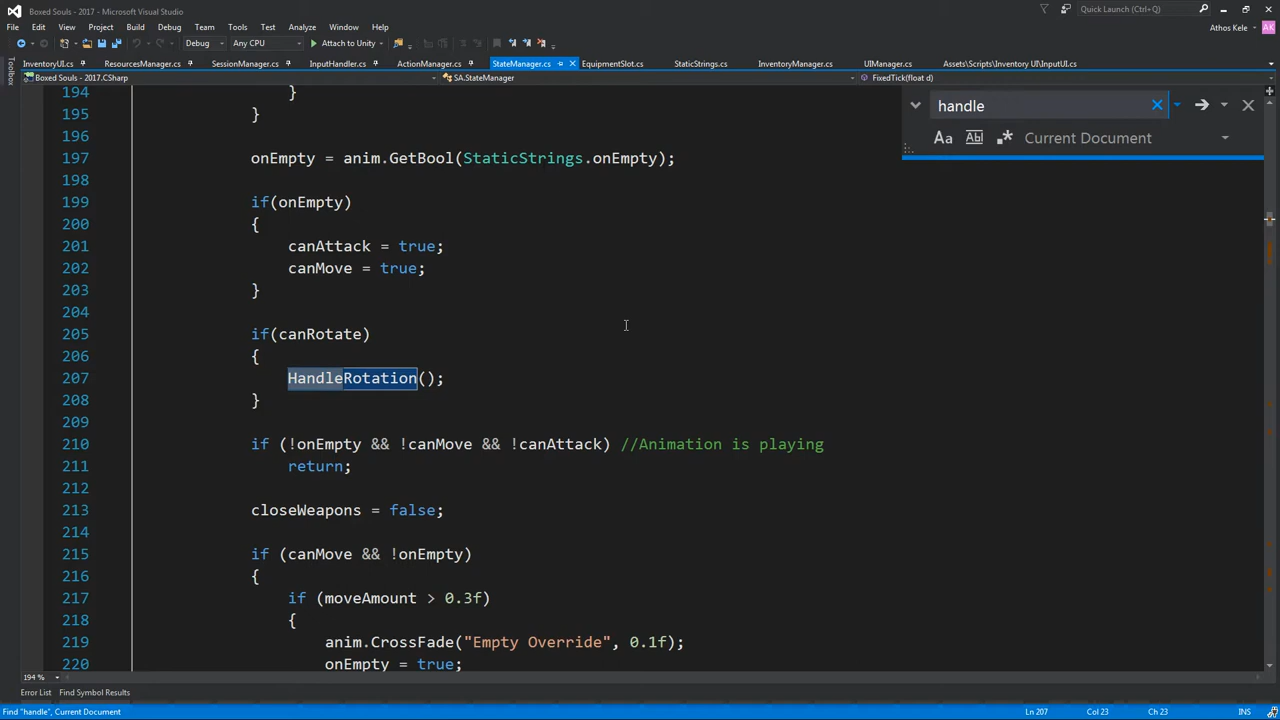 Boxed Souls - 2017 - Microsoft Visual Studio
Quick Launch (Ctrl+Q)
File Edit View Project Build Debug Team Tools Test Analyze Window Help
Athos Kele AK
Debug Any CPU Attach to Unity
InventoryUI.cs ResourcesManager.cs SessionManager.cs InputHandler.cs ActionManager.cs StateManager.cs EquipmentSlot.cs StaticStrings.cs InventoryManager.cs UIManager.cs Assets\Scripts\Inventory UI\InputUI.cs
Toolbox
Boxed Souls - 2017.CSharp SA.StateManager FixedTick(float d)
handle
Aa Abl Current Document
194 }
195 }
196
197 onEmpty = anim.GetBool(StaticStrings.onEmpty);
198
199 if(onEmpty)
200 {
201 canAttack = true;
202 canMove = true;
203 }
204
205 if(canRotate)
206 {
207 HandleRotation();
208 }
209
210 if (!onEmpty && !canMove && !canAttack) //Animation is playing
211 return;
212
213 closeWeapons = false;
214
215 if (canMove && !onEmpty)
216 {
217 if (moveAmount > 0.3f)
218 {
219 anim.CrossFade("Empty Override", 0.1f);
220 onEmpty = true;
194 %
Error List Find Symbol Results
Find "handle", Current Document Ln 207 Col 23 Ch 23 INS